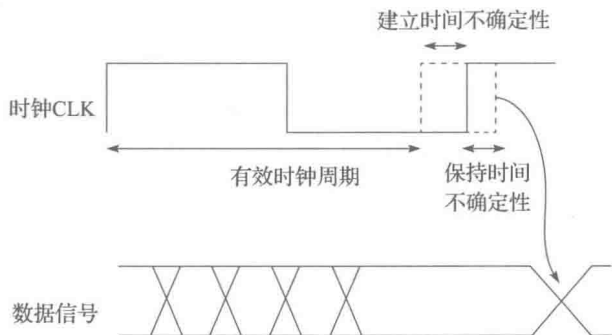 建立时间不确定性
时钟CLK
有效时钟周期
保持时间
不确定性
数据信号